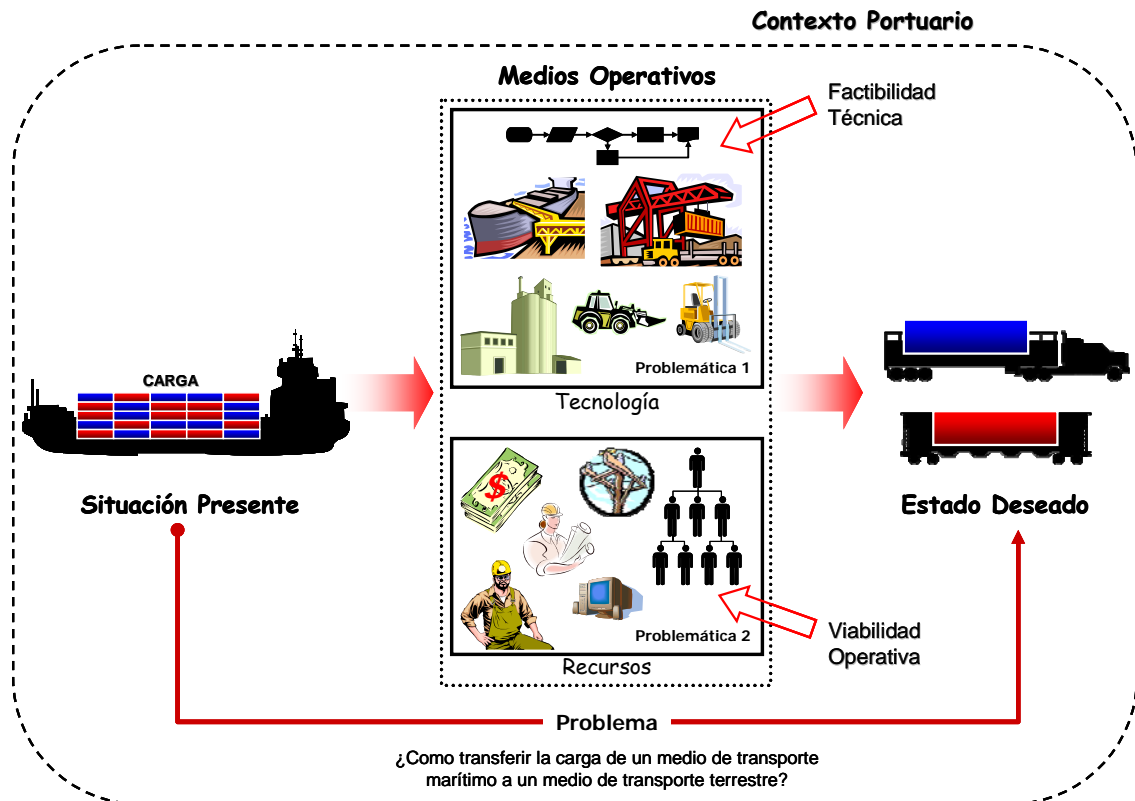 Contexto Portuario
Medios Operativos
Factibilidad
Técnica
Problemática 1
Tecnología
CARGA
Situación Presente
Estado Deseado
$
Problemática 2
Recursos
Viabilidad
Operativa
Problema
¿Como transferir la carga de un medio de transporte
marítimo a un medio de transporte terrestre?